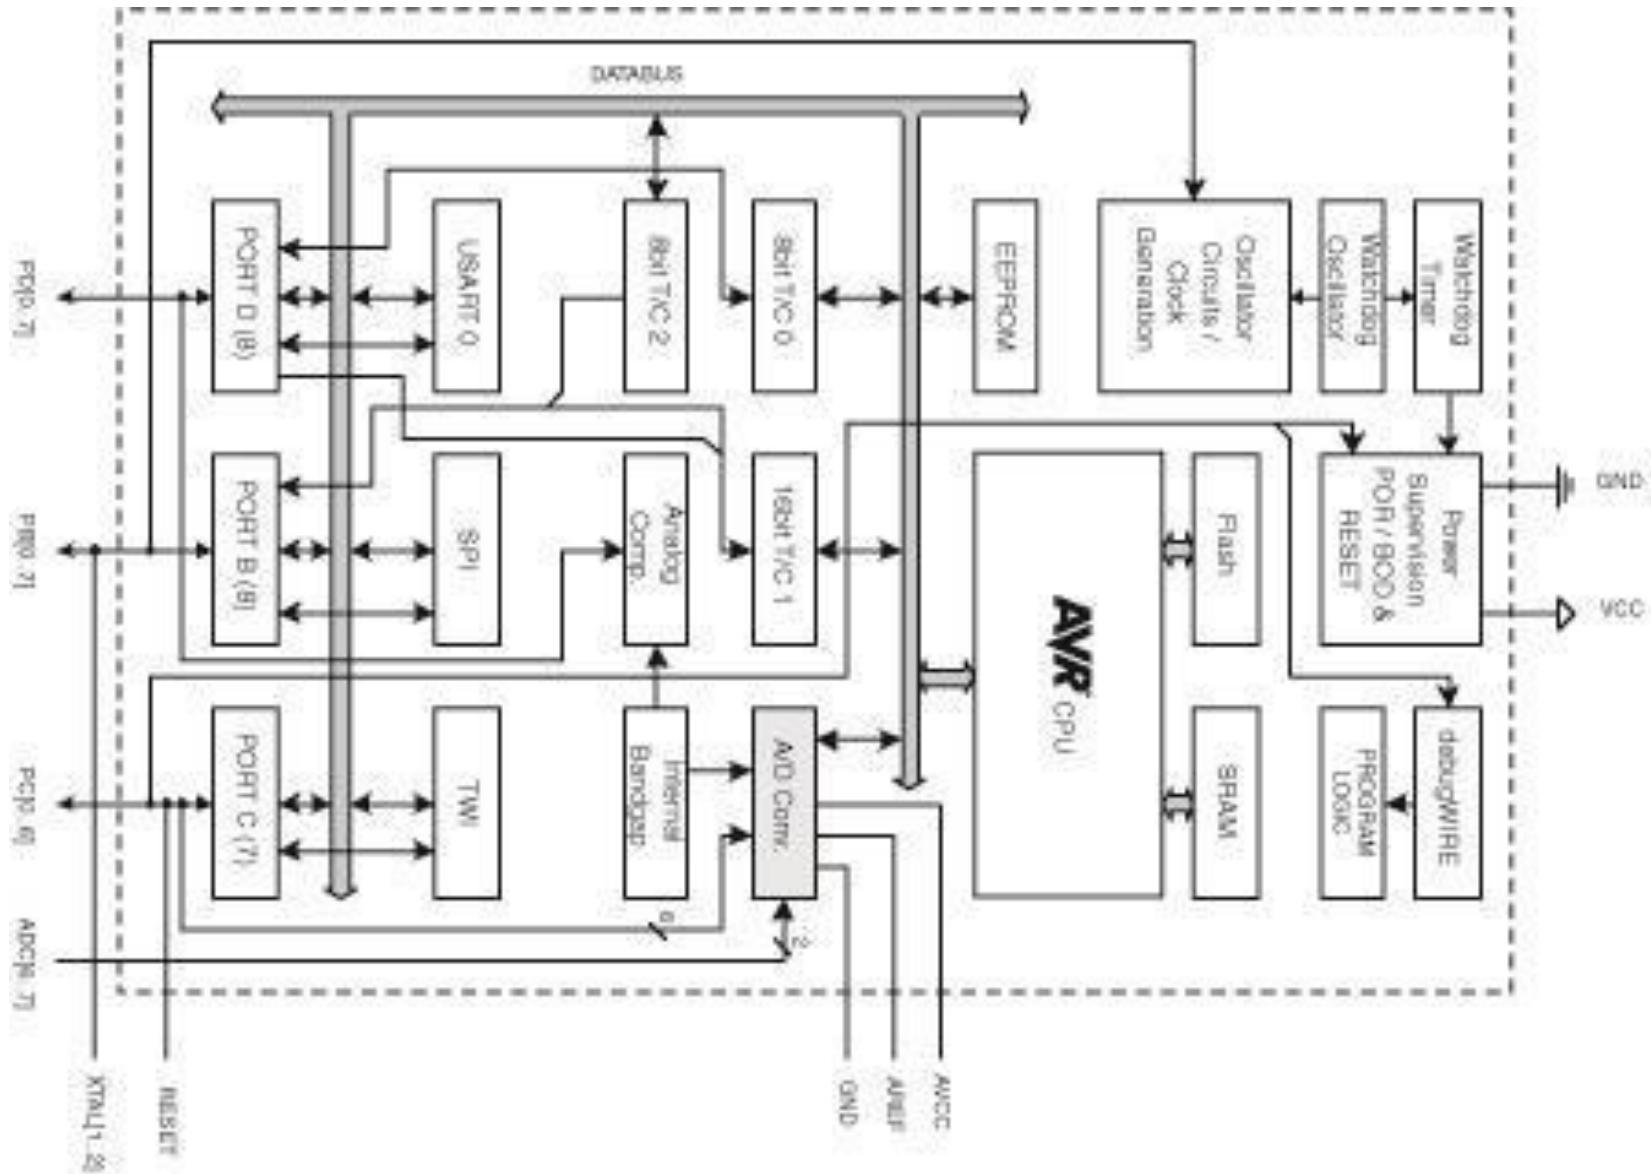 DATABUS
PORT D (8)
USART 0
8bit T/C 2
8bit T/C 0
EEPROM
Oscillator
Circuits /
Clock
Generation
Watchdog
Oscillator
Watchdog
Timer
PD[0..7]
PORT B (8)
SPI
Analog
Comp.
16bit T/C 1
AVR CPU
Flash
Power
Supervision
POR / BOD &
RESET
GND
VCC
PB[0..7]
PORT C (7)
TWI
Internal
Bandgap
A/D Conv.
SRAM
PROGRAM
LOGIC
debugWIRE
PC[0..6]
6
2
ADC[6..7]
XTAL[1..2]
RESET
GND
AREF
AVCC